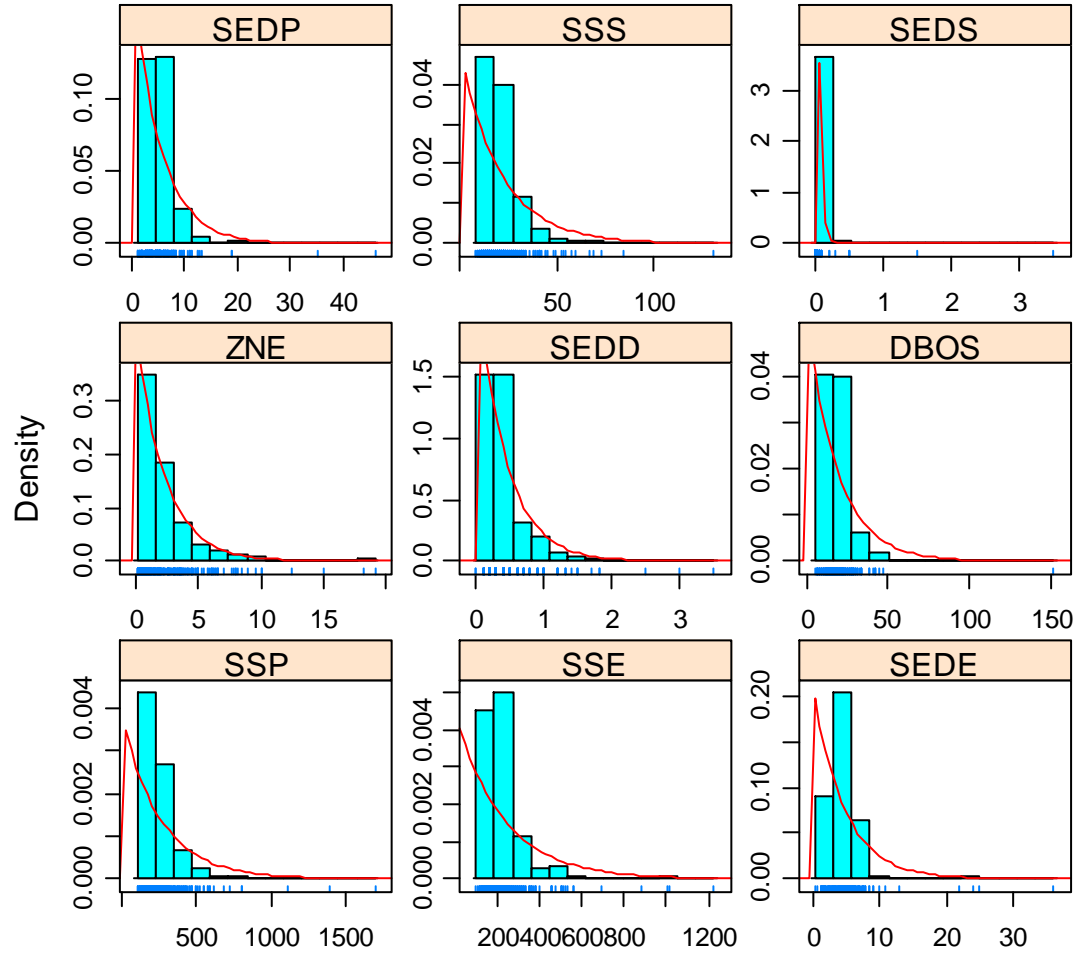 SEDP SSS SEDS
0.00 0.05 0.10
0.00 0.02 0.04
0 1 2 3
0 10 20 30 40
50 100
0 1 2 3
ZNE SEDD DBOS
0.0 0.1 0.2 0.3
0.0 0.5 1.0 1.5
0.00 0.02 0.04
0 5 10 15
0 1 2 3
0 50 100 150
SSP SSE SEDE
0.000 0.002 0.004
0.000 0.002 0.004
0.00 0.10 0.20
500 1000 1500
200 400 600 800 1200
0 10 20 30
Density